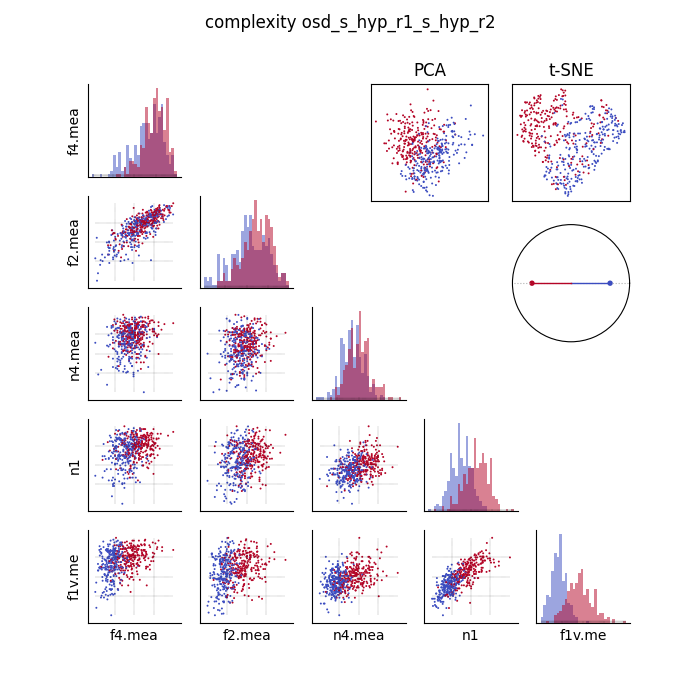 complexity osd_s_hyp_r1_s_hyp_r2
PCA
t-SNE
f4.mea
f2.mea
n4.mea
n1
f1v.me
f4.mea
f2.mea
n4.mea
n1
f1v.me